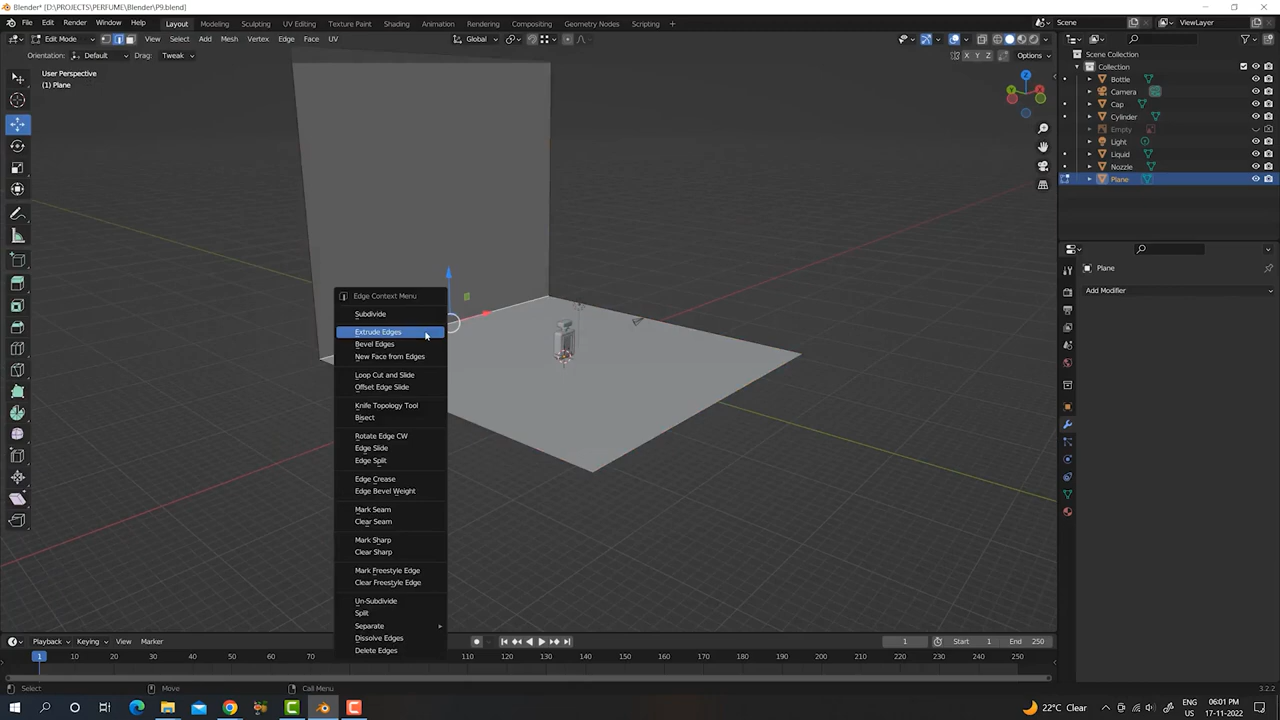 Blender* [D:\PROJECTS\PERFUME\Blender\P9.blend]
File Edit Render Window Help Layout Modeling Sculpting UV Editing Texture Paint Shading Animation Rendering Compositing Geometry Nodes Scripting + Scene ViewLayer
Edit Mode View Select Add Mesh Vertex Edge Face UV Global
Orientation: Default Drag: Tweak X Y Z Options
User Perspective
(1) Plane
Scene Collection
Collection
Bottle
Camera
Cap
Cylinder
Empty
Light
Liquid
Nozzle
Plane
Plane
Add Modifier
Z
Y
X
Edge Context Menu
Subdivide
Extrude Edges
Bevel Edges
New Face from Edges
Loop Cut and Slide
Offset Edge Slide
Knife Topology Tool
Bisect
Rotate Edge CW
Edge Slide
Edge Split
Edge Crease
Edge Bevel Weight
Mark Seam
Clear Seam
Mark Sharp
Clear Sharp
Mark Freestyle Edge
Clear Freestyle Edge
Un-Subdivide
Split
Separate
Dissolve Edges
Delete Edges
Playback Keying View Marker 1 Start 1 End 250
1 10 20 30 40 50 60 70 80 90 100 110 120 130 140 150 160 170 180 190 200 210 220 230 240 250
Select Move Call Menu 3.2.2
22°C Clear ENG US 06:01 PM 17-11-2022